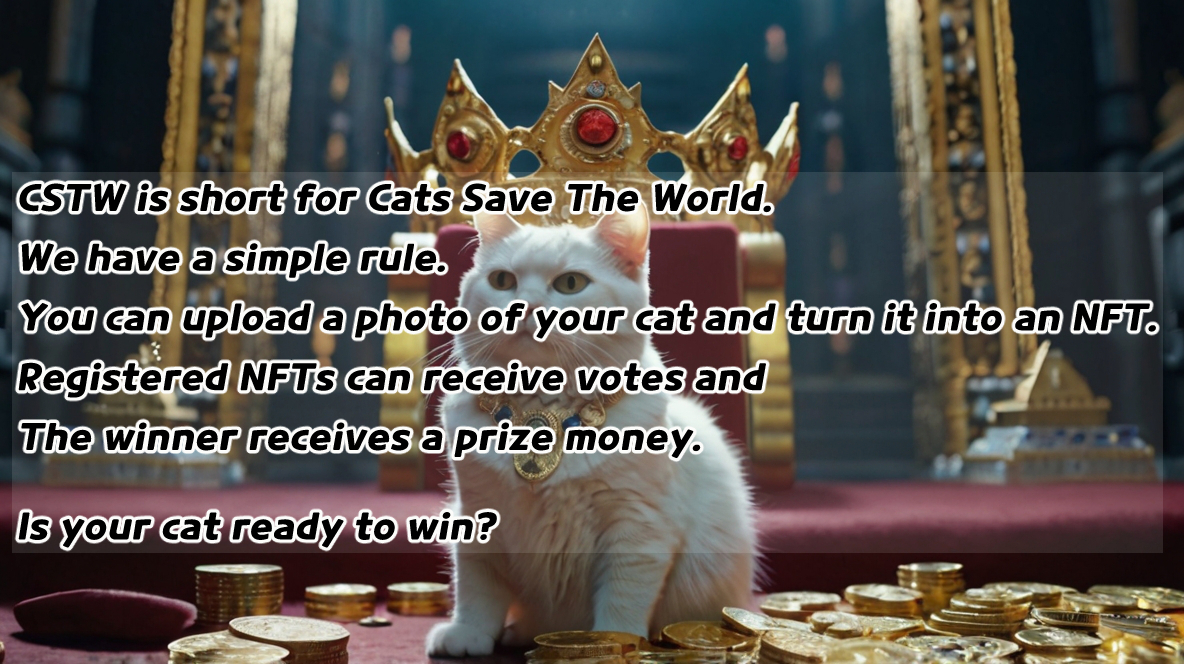 CSTW is short for Cats Save The World.
We have a simple rule.
You can upload a photo of your cat and turn it into an NFT.
Registered NFTs can receive votes and
The winner receives a prize money.
Is your cat ready to win?